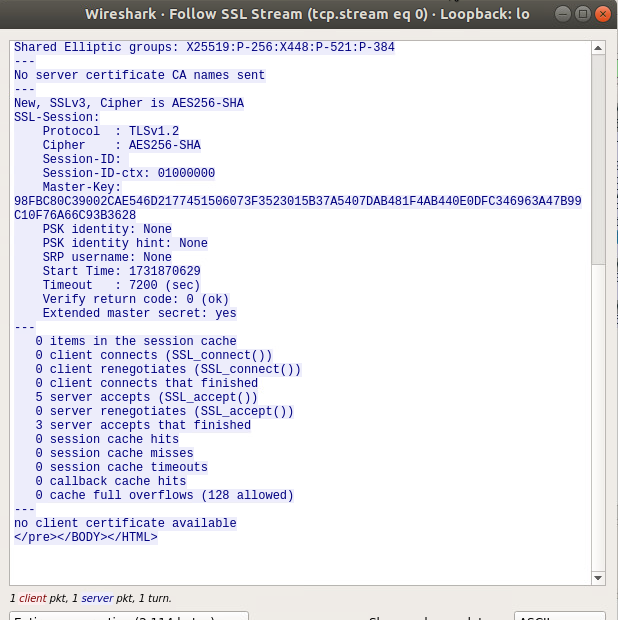 Wireshark · Follow SSL Stream (tcp.stream eq 0) · Loopback: lo
Shared Elliptic groups: X25519:P-256:X448:P-521:P-384
---
No server certificate CA names sent
---
New, SSLv3, Cipher is AES256-SHA
SSL-Session:
    Protocol  : TLSv1.2
    Cipher    : AES256-SHA
    Session-ID:
    Session-ID-ctx: 01000000
    Master-Key:
98FBC80C39002CAE546D2177451506073F3523015B37A5407DAB481F4AB440E0DFC346963A47B99
C10F76A66C93B3628
    PSK identity: None
    PSK identity hint: None
    SRP username: None
    Start Time: 1731870629
    Timeout   : 7200 (sec)
    Verify return code: 0 (ok)
    Extended master secret: yes
---
   0 items in the session cache
   0 client connects (SSL_connect())
   0 client renegotiates (SSL_connect())
   0 client connects that finished
   5 server accepts (SSL_accept())
   0 server renegotiates (SSL_accept())
   3 server accepts that finished
   0 session cache hits
   0 session cache misses
   0 session cache timeouts
   0 callback cache hits
   0 cache full overflows (128 allowed)
---
no client certificate available
</pre></BODY></HTML>
1 client pkt, 1 server pkt, 1 turn.